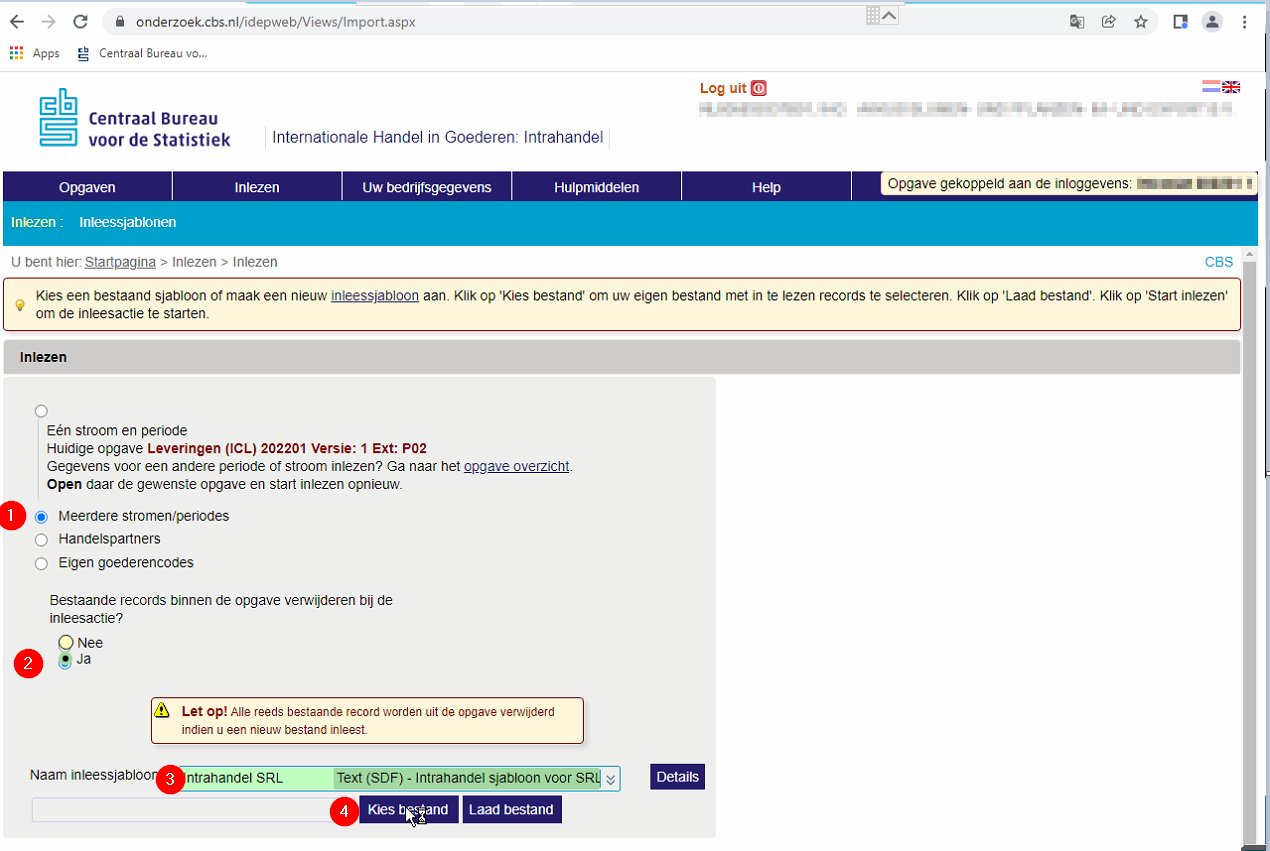 onderzoek.cbs.nl/idepweb/Views/Import.aspx
Apps
Centraal Bureau vo...
Log uit
cb
s
Centraal Bureau
voor de Statistiek
Internationale Handel in Goederen: Intrahandel
Opgaven
Inlezen
Uw bedrijfsgegevens
Hulpmiddelen
Help
Opgave gekoppeld aan de inloggevens:
Inlezen :
Inleessjablonen
U bent hier: Startpagina > Inlezen > Inlezen
CBS
Kies een bestaand sjabloon of maak een nieuw inleessjabloon aan. Klik op 'Kies bestand' om uw eigen bestand met in te lezen records te selecteren. Klik op 'Laad bestand'. Klik op 'Start inlezen'
om de inleesactie te starten.
Inlezen
Eén stroom en periode
Huidige opgave Leveringen (ICL) 202201 Versie: 1 Ext: P02
Gegevens voor een andere periode of stroom inlezen? Ga naar het opgave overzicht.
Open daar de gewenste opgave en start inlezen opnieuw.
1
Meerdere stromen/periodes
Handelspartners
Eigen goederencodes
Bestaande records binnen de opgave verwijderen bij de
inleesactie?
Nee
2
Ja
Let op! Alle reeds bestaande record worden uit de opgave verwijderd
indien u een nieuw bestand inleest.
Naam inleessjabloon
3
Intrahandel SRL
Text (SDF) - Intrahandel sjabloon voor SRL
Details
4
Kies bestand
Laad bestand